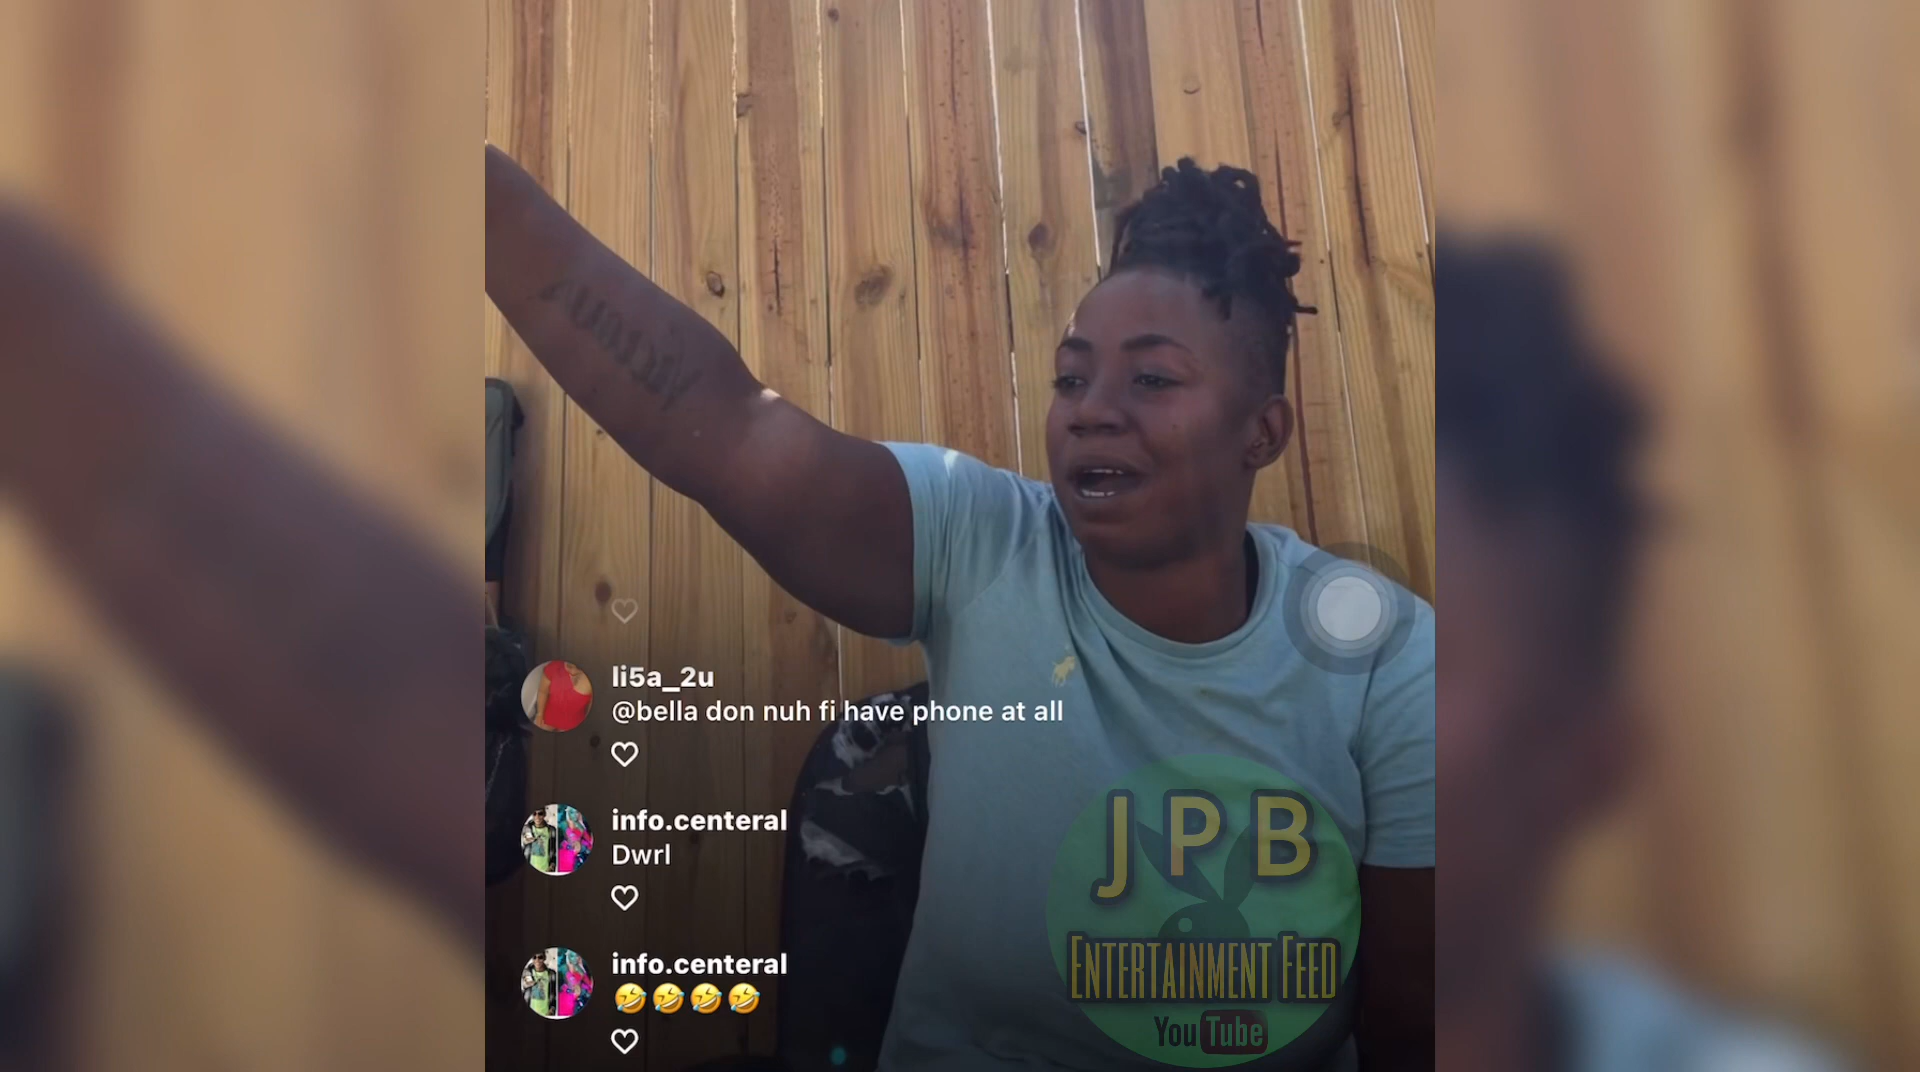 li5a_2u
@bella don nuh fi have phone at all
info.centeral
Dwrl
info.centeral
🤣🤣🤣🤣
JPB
ENTERTAINMENT FEED
YouTube